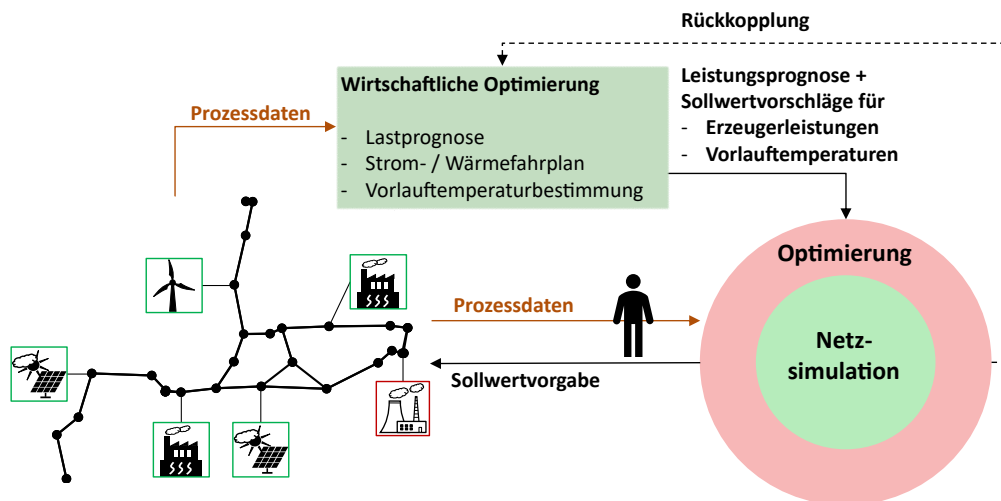 Rückkopplung
Wirtschaftliche Optimierung
- Lastprognose
- Strom- / Wärmefahrplan
- Vorlauftemperaturbestimmung
Leistungsprognose +
Sollwertvorschläge für
- Erzeugerleistungen
- Vorlauftemperaturen
Prozessdaten
Optimierung
Netz-
simulation
Prozessdaten
Sollwertvorgabe